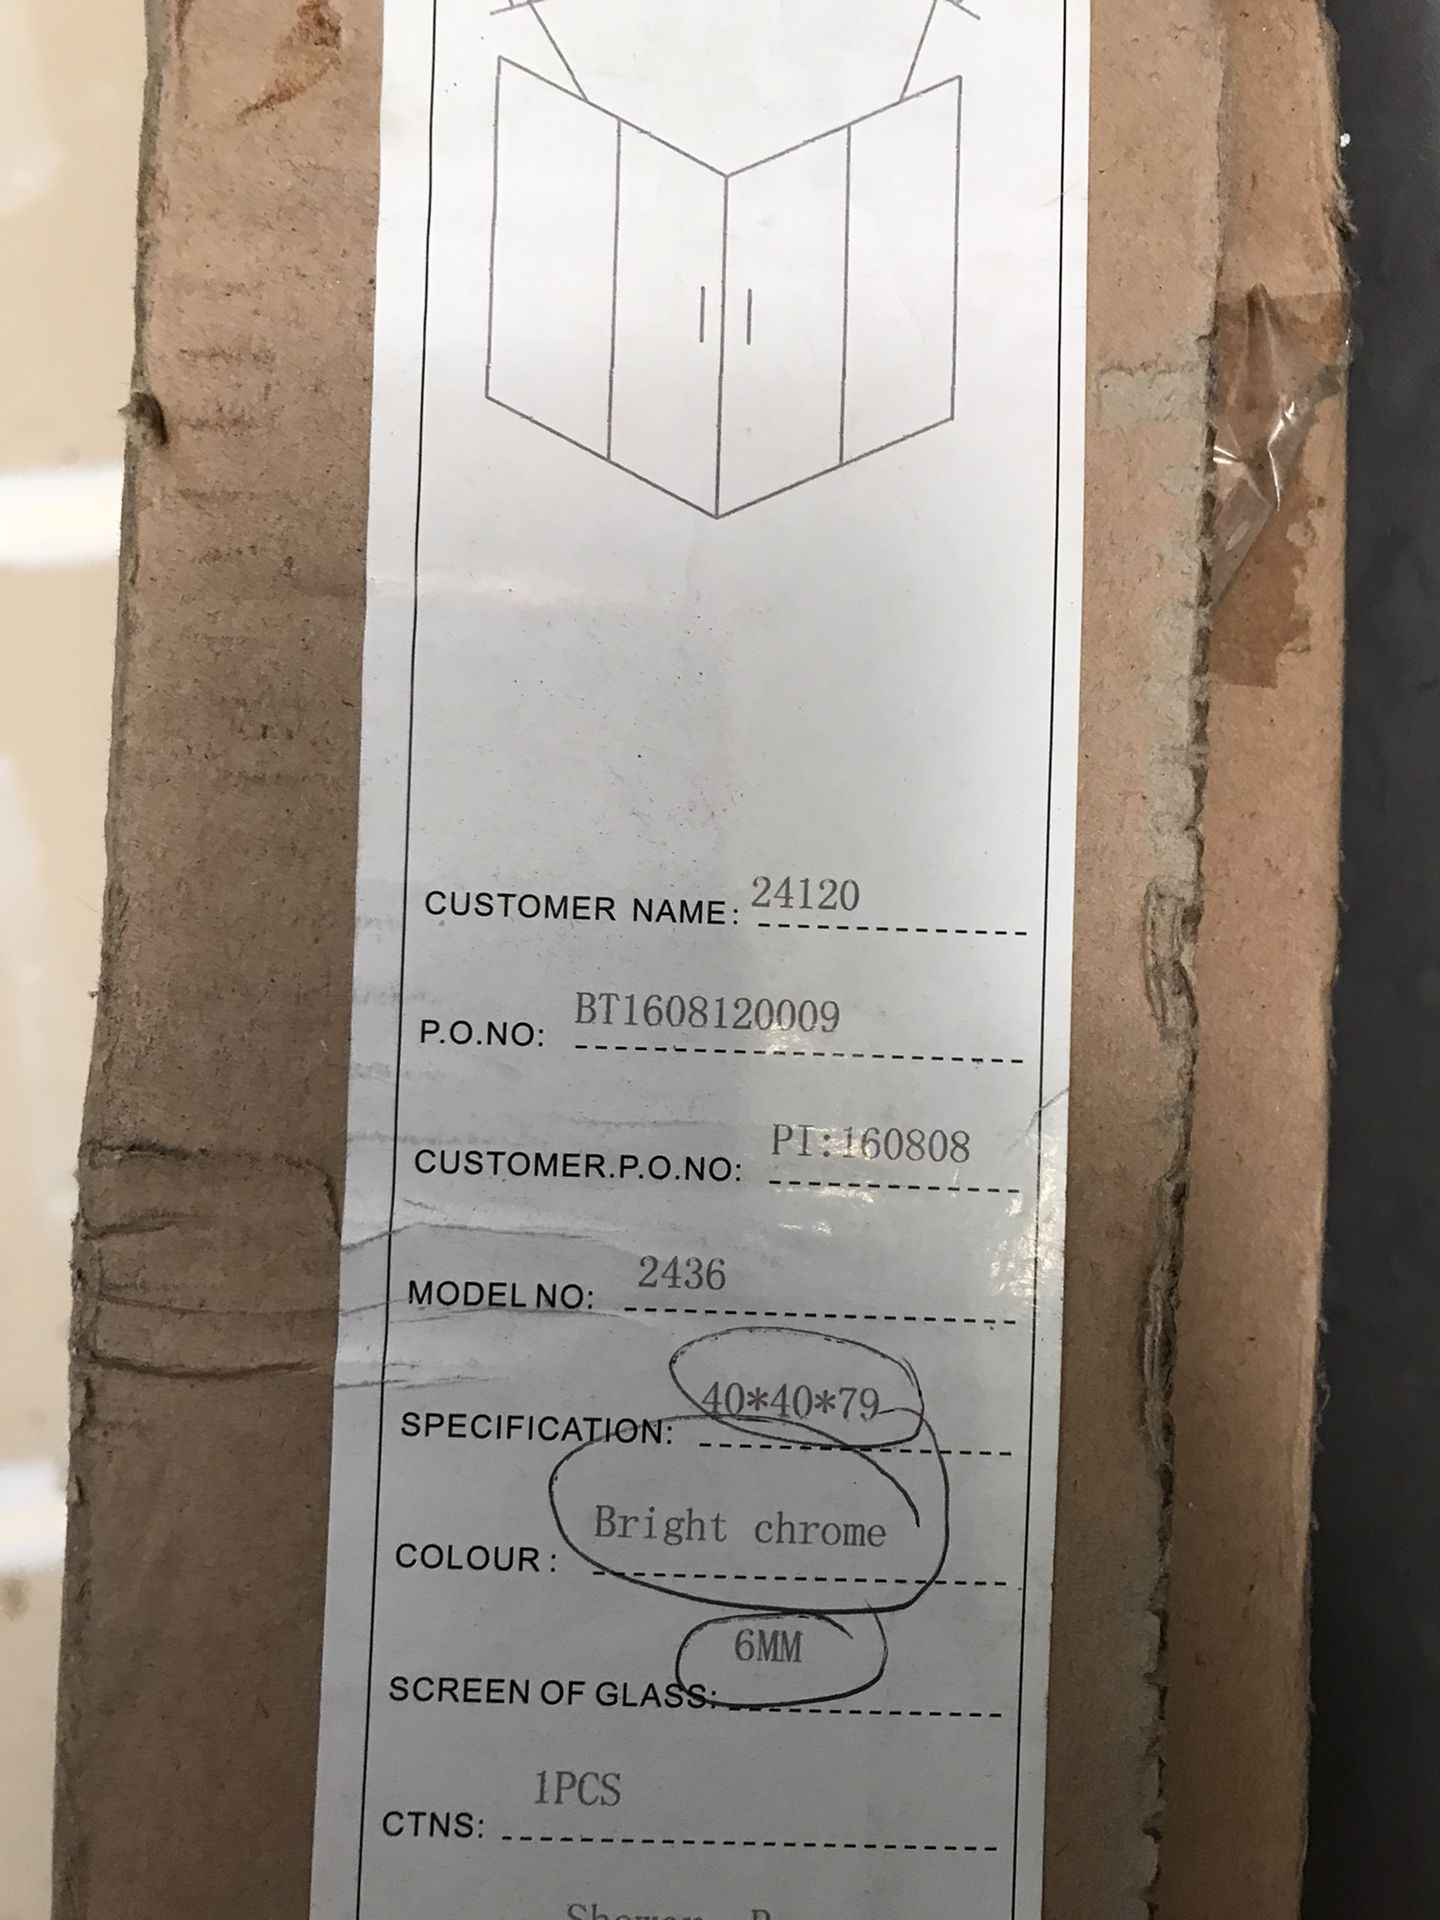 CUSTOMER NAME: 24120
P.O.NO: BT1608120009
CUSTOMER.P.O.NO: PI:160808
MODEL NO: 2436
SPECIFICATION: 40*40*79
COLOUR: Bright chrome
SCREEN OF GLASS: 6MM
CTNS: 1PCS
Shower